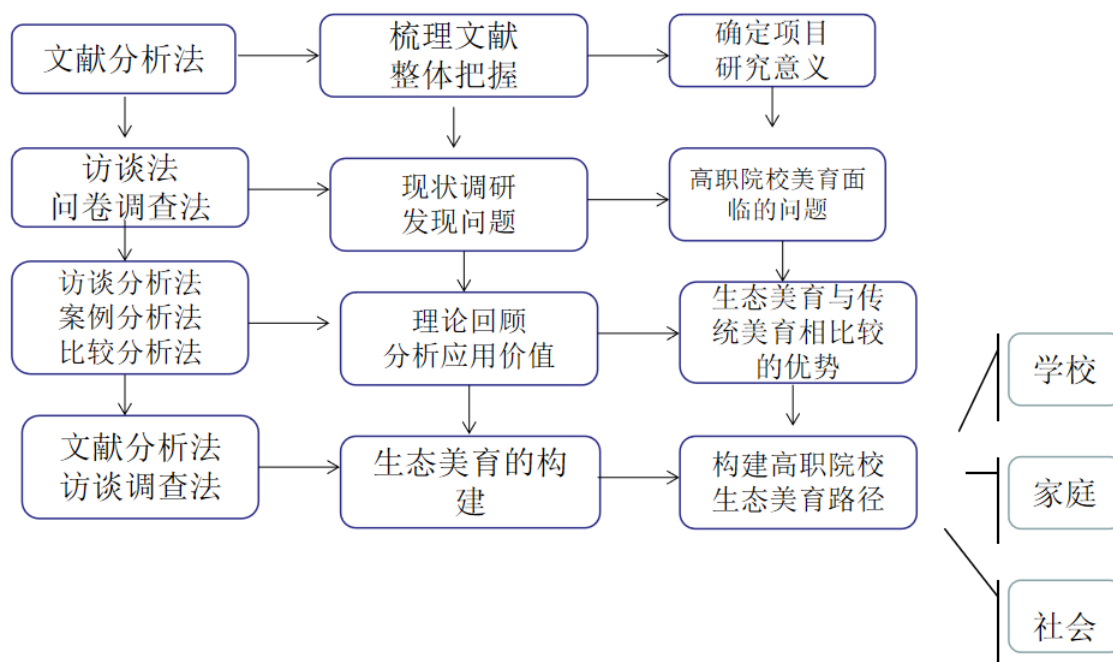 文献分析法
梳理文献
整体把握
确定项目
研究意义
访谈法
问卷调查法
现状调研
发现问题
高职院校美育面
临的问题
访谈分析法
案例分析法
比较分析法
理论回顾
分析应用价值
生态美育与传
统美育相比较
的优势
文献分析法
访谈调查法
生态美育的构
建
构建高职院校
生态美育路径
学校
家庭
社会